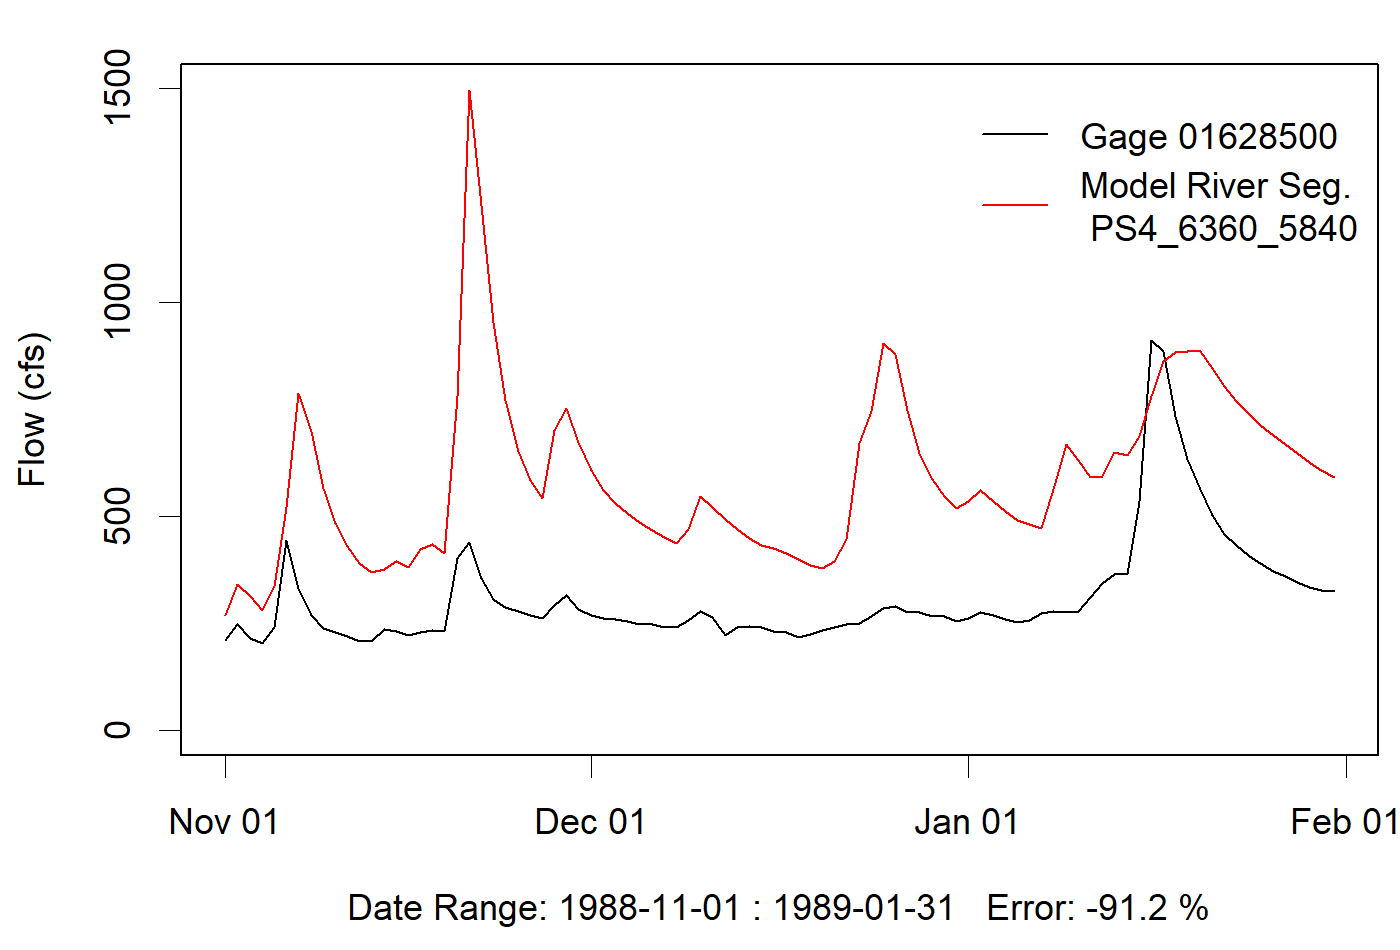 Gage 01628500
Model River Seg.
PS4_6360_5840
Flow (cfs)
1500
1000
500
0
Nov 01
Dec 01
Jan 01
Feb 01
Date Range: 1988-11-01 : 1989-01-31 Error: -91.2 %